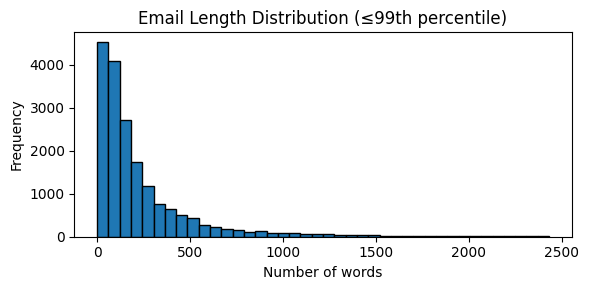 Email Length Distribution (≤99th percentile)
4000
3000
2000
1000
0
Frequency
0 500 1000 1500 2000 2500
Number of words